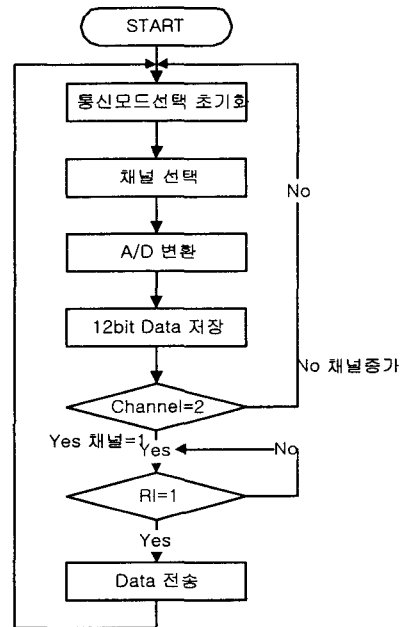 START
통신모드선택 초기화
채널 선택
No
A/D 변환
12bit Data 저장
No 채널증가
Channel=2
Yes 채널=1
Yes
No
RI=1
Yes
Data 전송